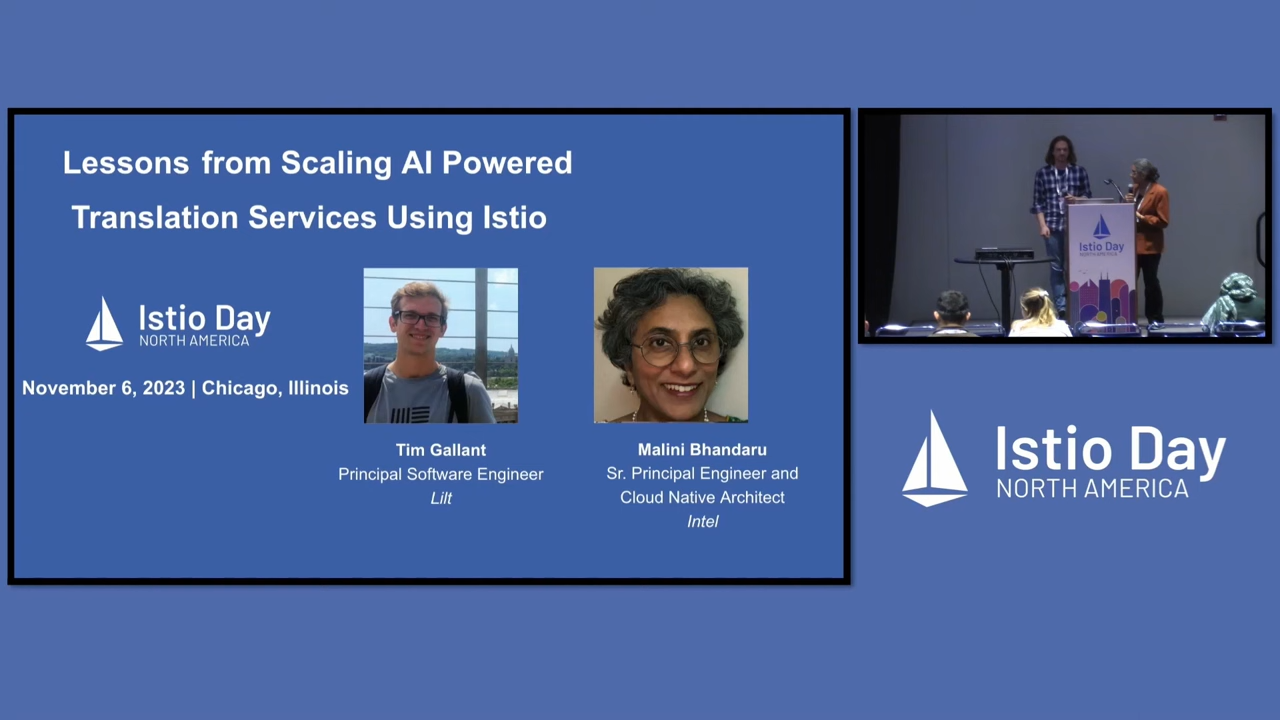 Lessons from Scaling AI Powered
Translation Services Using Istio
Istio Day
NORTH AMERICA
November 6, 2023 | Chicago, Illinois
Tim Gallant
Principal Software Engineer
Lilt
Malini Bhandaru
Sr. Principal Engineer and
Cloud Native Architect
Intel
Istio Day
NORTH AMERICA
Istio Day
NORTH AMERICA